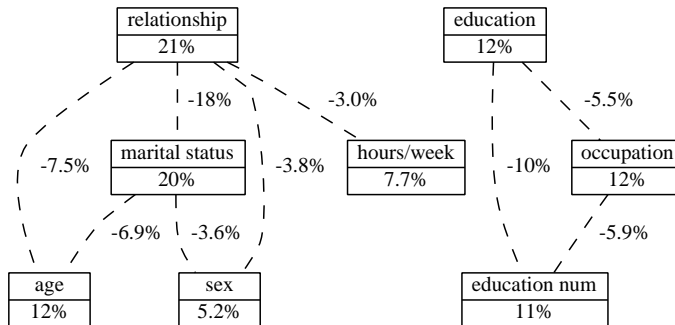 relationship
21%
education
12%
-18%
-3.0%
-5.5%
-7.5%
marital status
20%
-3.8%
hours/week
7.7%
-10%
occupation
12%
-6.9%
-3.6%
-5.9%
age
12%
sex
5.2%
education num
11%